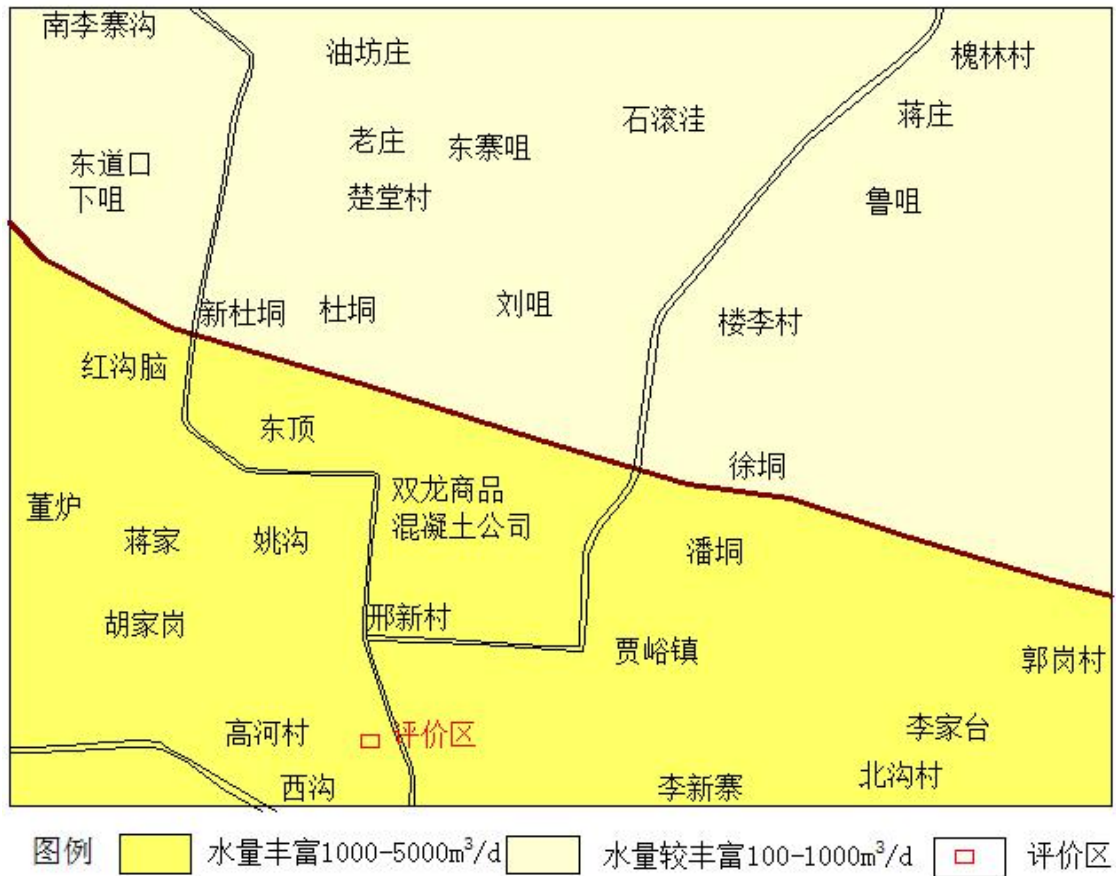 南李寨沟
油坊庄
槐林村
石滚洼
蒋庄
老庄
东寨咀
东道口
下咀
楚堂村
鲁咀
新杜垌
杜垌
刘咀
楼李村
红沟脑
东顶
徐垌
双龙商品
混凝土公司
董炉
蒋家
姚沟
潘垌
邢新村
胡家岗
贾峪镇
郭岗村
高河村
评价区
李家台
西沟
李新寨
北沟村
图例
水量丰富1000-5000m³/d
水量较丰富100-1000m³/d
评价区